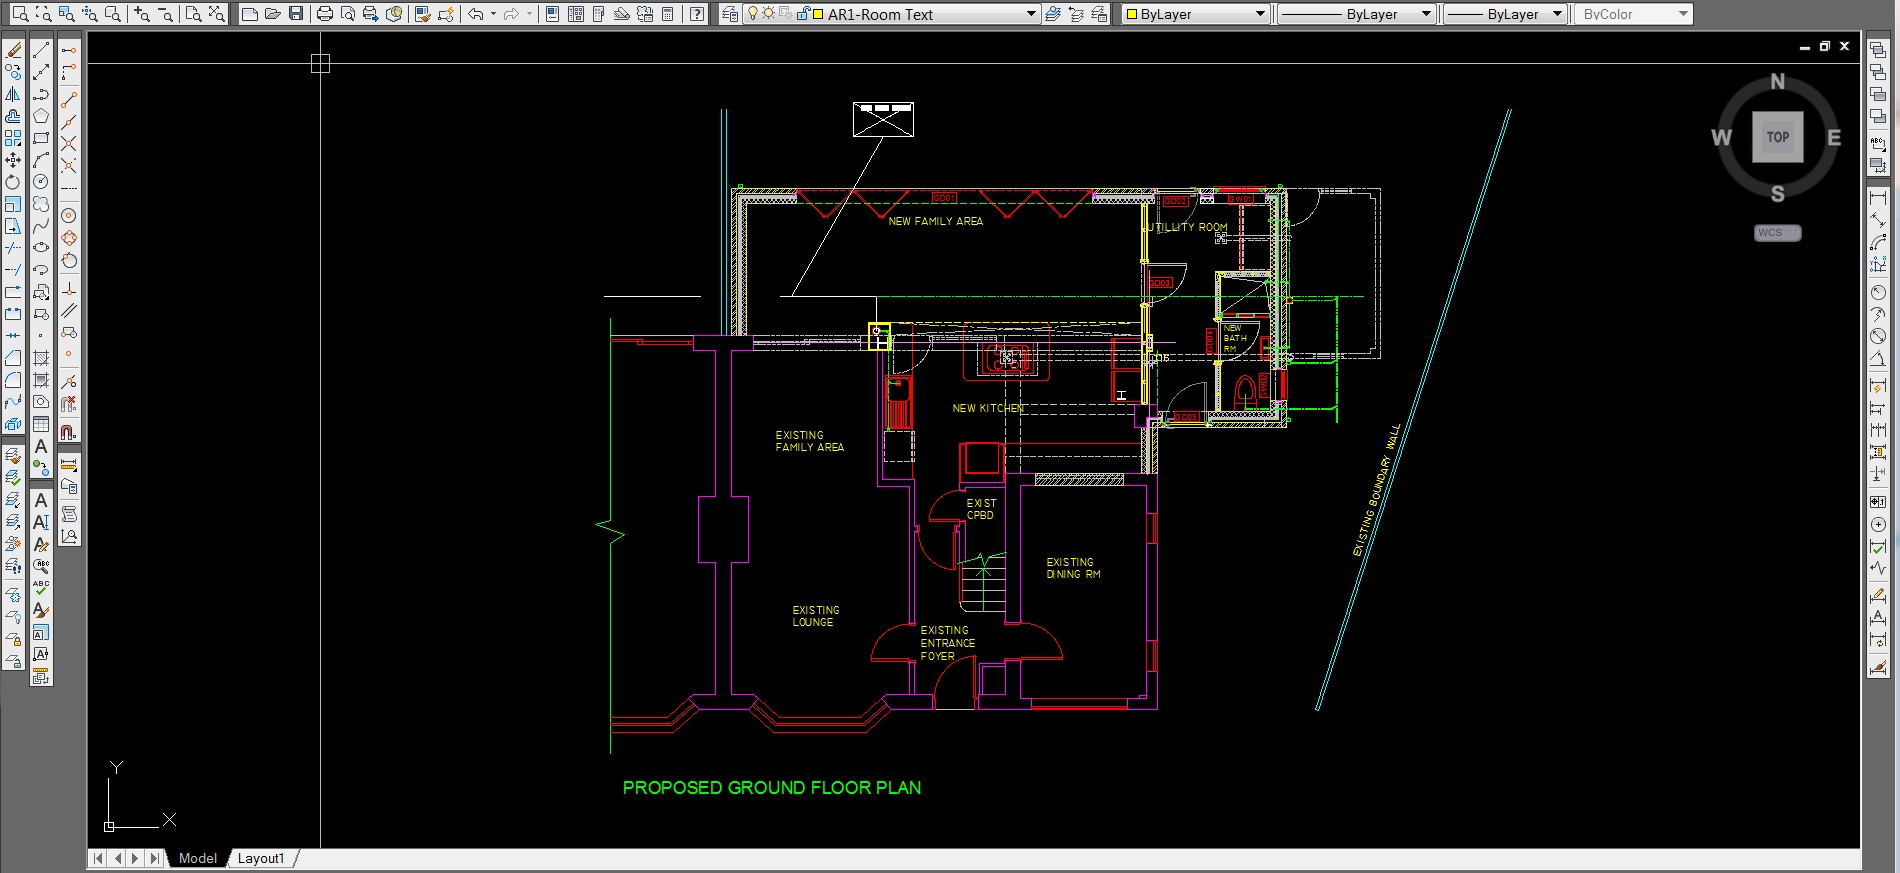 AR1-Room Text
ByLayer
ByLayer
ByLayer
ByColor
N
W
TOP
E
S
WCS
GD01
NEW FAMILY AREA
GD02
GW01
UTILLITY ROOM
GD03
NEW
BATH
RM
NEW KITCHEN
H
GD05
EXISTING
FAMILY AREA
EXISTING BOUNDARY WALL
EXIST
CPBD
EXISTING
DINING RM
EXISTING
LOUNGE
EXISTING
ENTRANCE
FOYER
PROPOSED GROUND FLOOR PLAN
Y
X
Model
Layout1